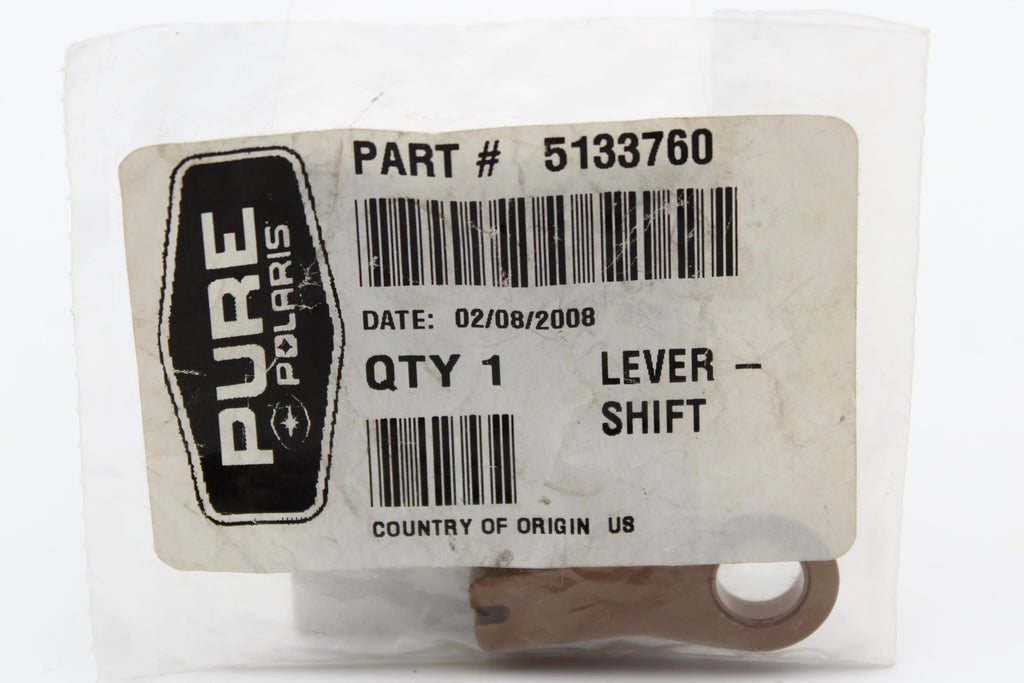 PURE
POLARIS
PART # 5133760
DATE: 02/08/2008
QTY 1
LEVER –
SHIFT
COUNTRY OF ORIGIN US